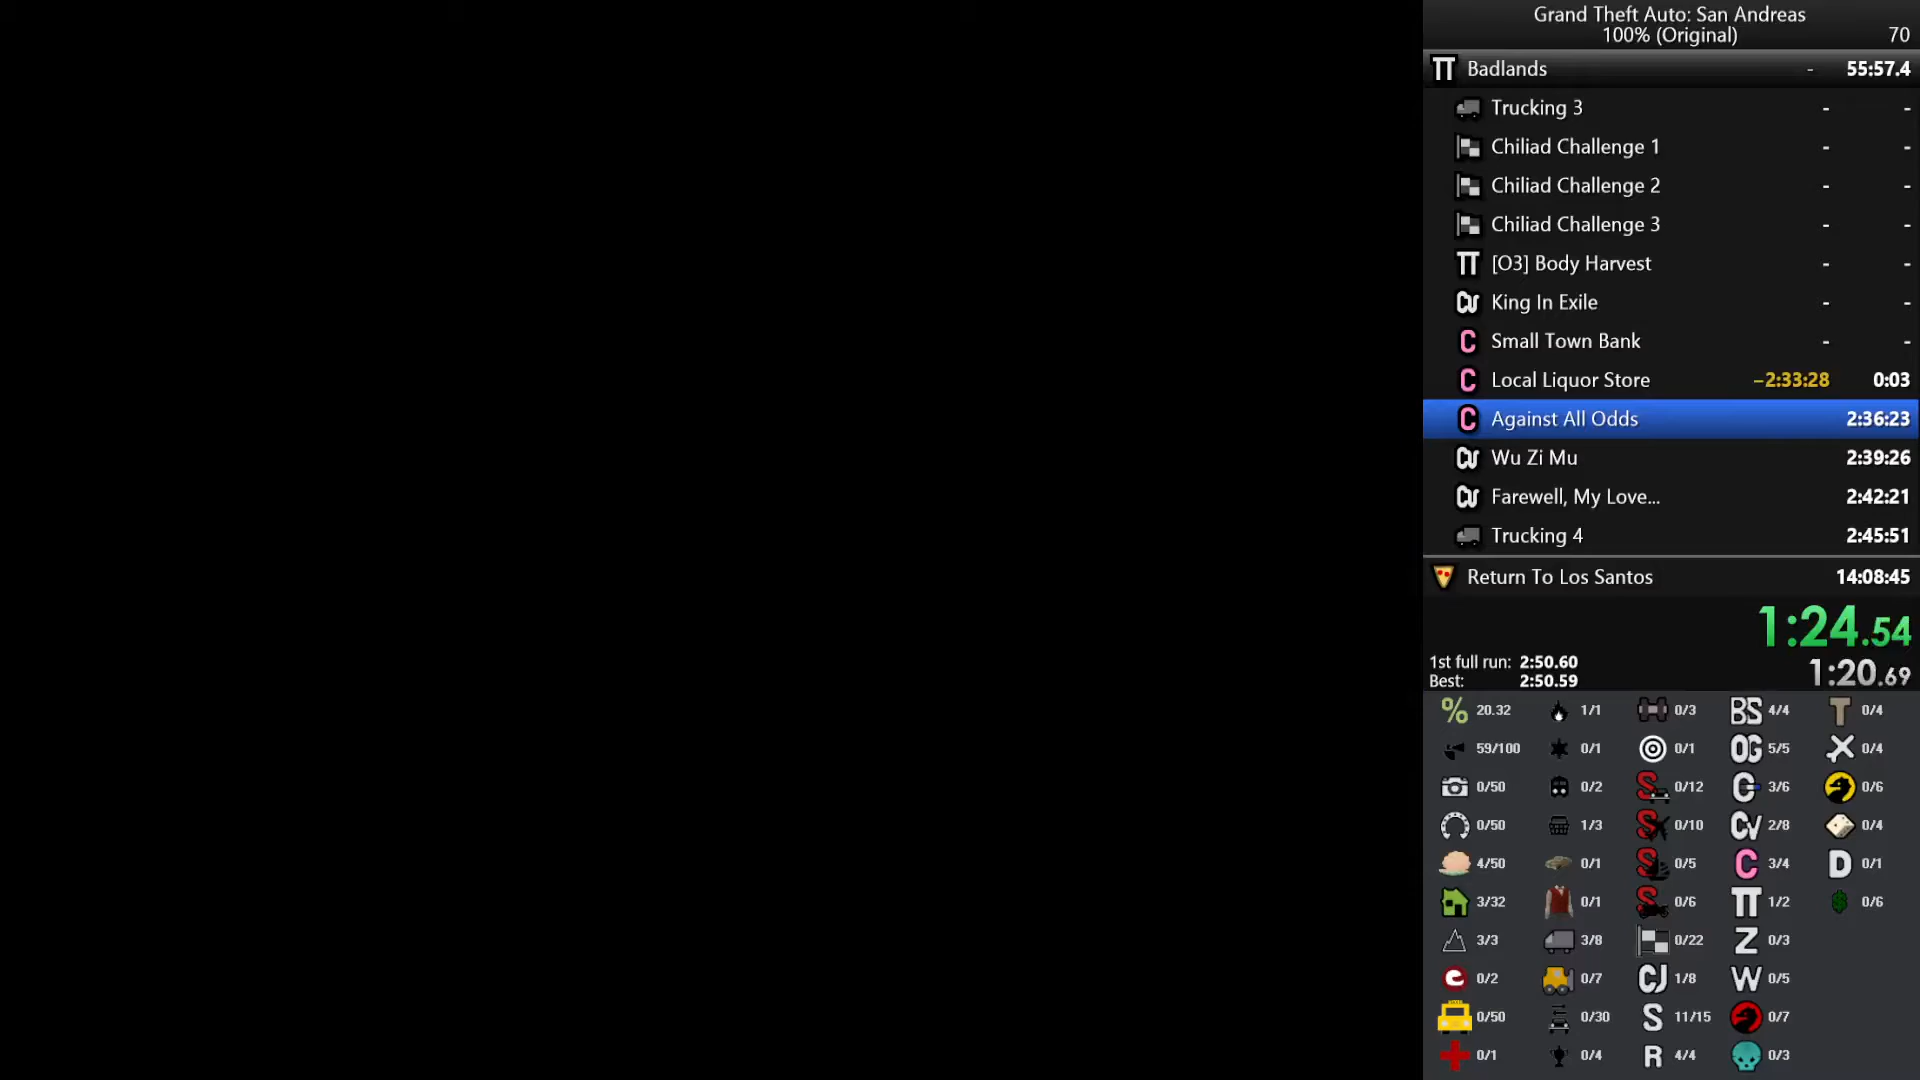 Grand Theft Auto: San Andreas
100% (Original) 70
Badlands - 55:57.4
Trucking 3 - -
Chiliad Challenge 1 - -
Chiliad Challenge 2 - -
Chiliad Challenge 3 - -
[O3] Body Harvest - -
King In Exile - -
Small Town Bank - -
Local Liquor Store −2:33:28 0:03
Against All Odds 2:36:23
Wu Zi Mu 2:39:26
Farewell, My Love... 2:42:21
Trucking 4 2:45:51
Return To Los Santos 14:08:45
1:24.54
1st full run: 2:50.60
Best: 2:50.59
1:20.69
% 20.32 1/1 0/3 BS 4/4 T 0/4
59/100 0/1 0/1 OG 5/5 0/4
0/50 0/2 S 0/12 C 3/6 0/6
0/50 1/3 S 0/10 CV 2/8 0/4
4/50 0/1 S 0/5 C 3/4 D 0/1
3/32 0/1 S 0/6 TT 1/2 $ 0/6
3/3 3/8 0/22 Z 0/3
e 0/2 0/7 CJ 1/8 W 0/5
0/50 0/30 S 11/15 0/7
0/1 0/4 R 4/4 0/3